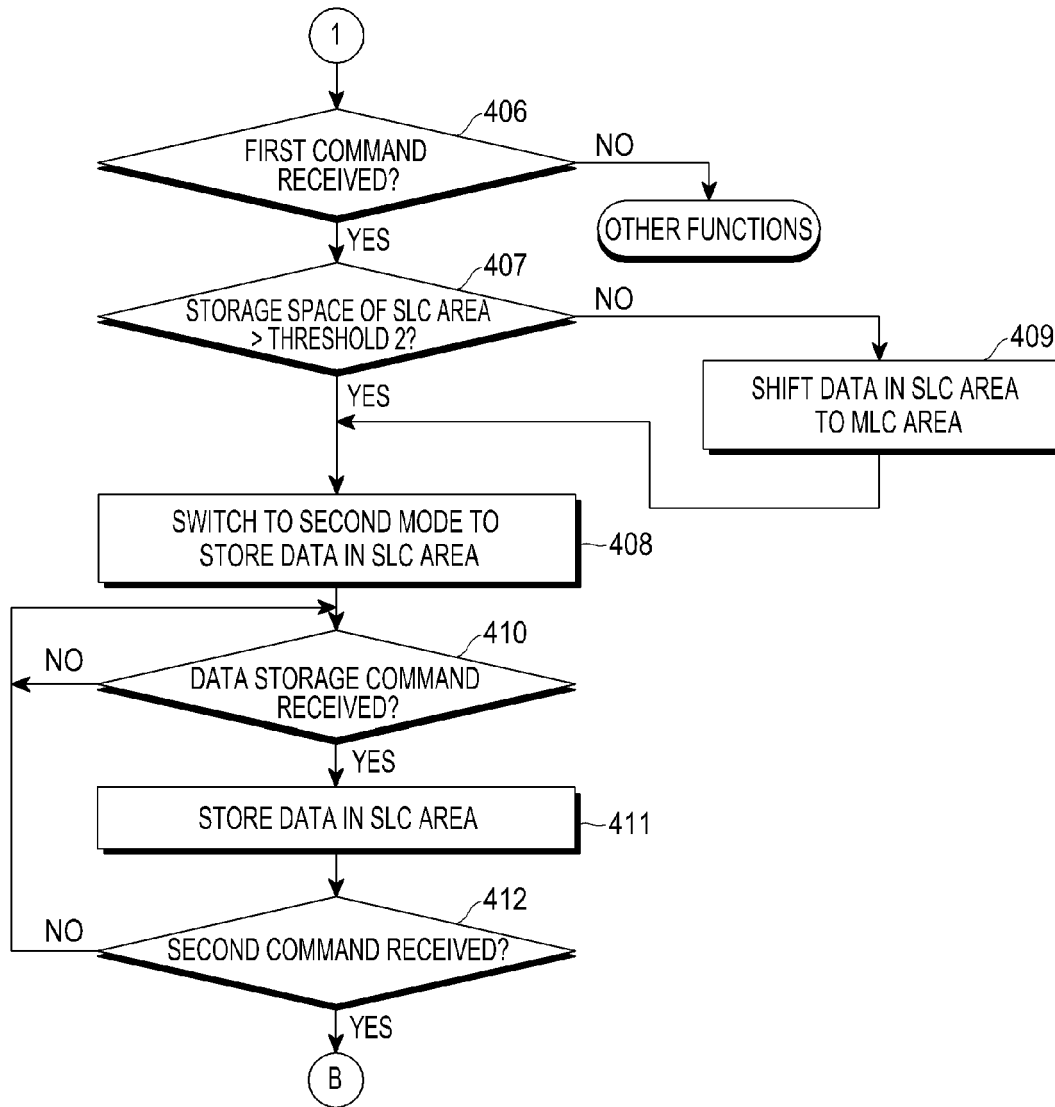 1
406
FIRST COMMAND
RECEIVED?
NO
OTHER FUNCTIONS
YES
407
STORAGE SPACE OF SLC AREA
> THRESHOLD 2?
NO
409
SHIFT DATA IN SLC AREA
TO MLC AREA
YES
SWITCH TO SECOND MODE TO
STORE DATA IN SLC AREA
408
410
NO
DATA STORAGE COMMAND
RECEIVED?
YES
STORE DATA IN SLC AREA
411
412
NO
SECOND COMMAND RECEIVED?
YES
B